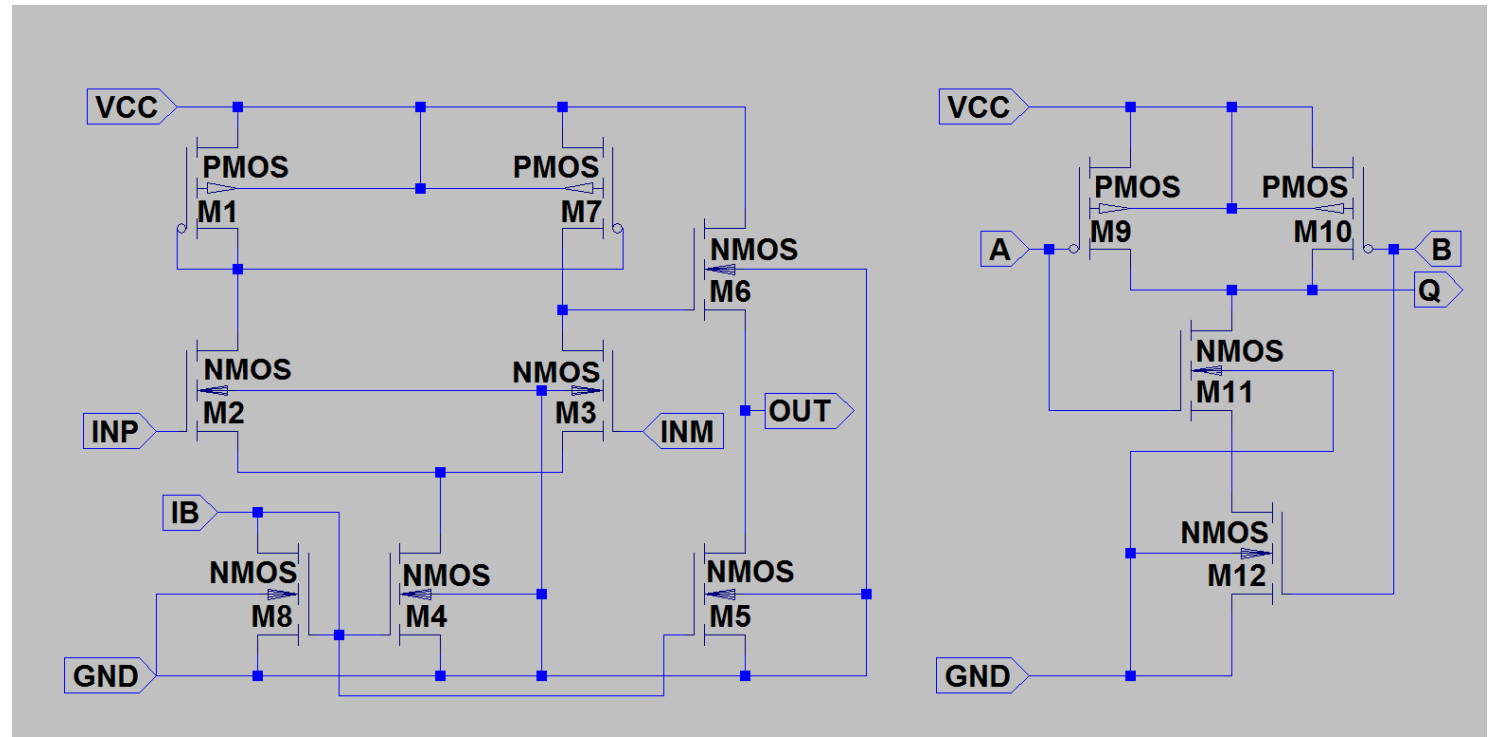 VCC
PMOS
M1
PMOS
M7
NMOS
M6
NMOS
M2
NMOS
M3
INP
INM
OUT
IB
NMOS
M8
NMOS
M4
NMOS
M5
GND
VCC
PMOS
M9
PMOS
M10
A
B
Q
NMOS
M11
NMOS
M12
GND